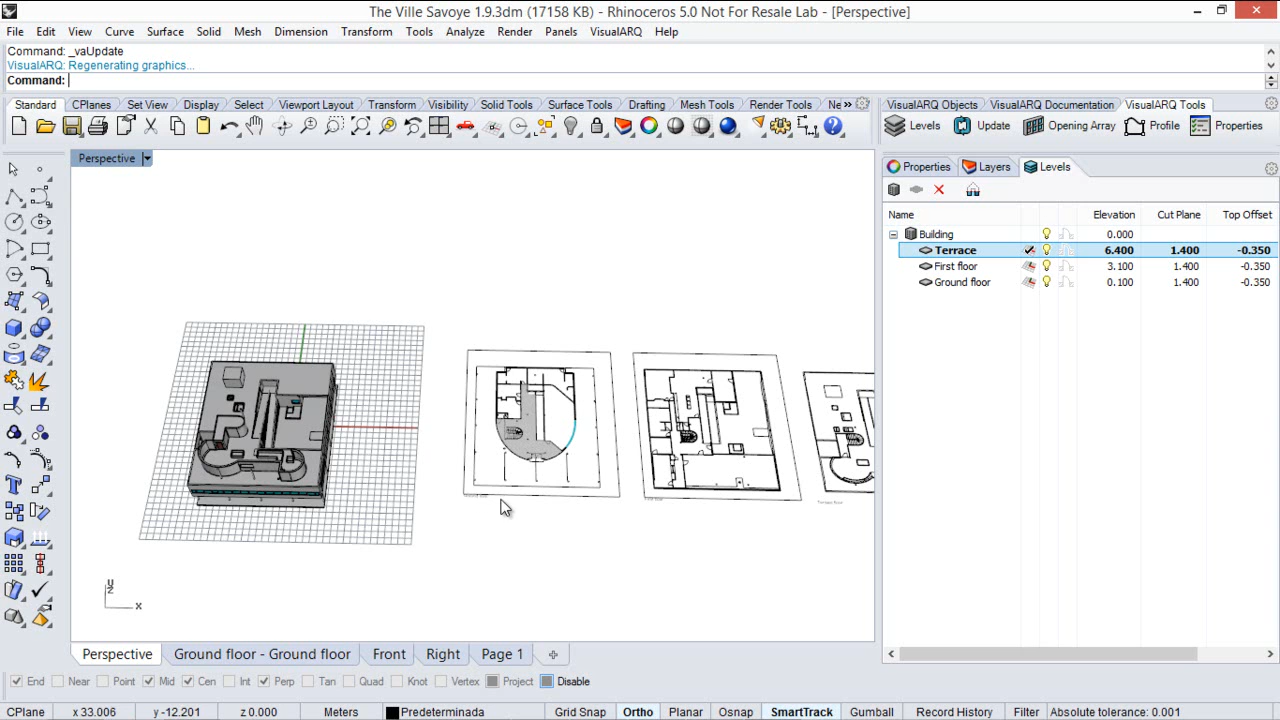 The Ville Savoye 1.9.3dm (17158 KB) - Rhinoceros 5.0 Not For Resale Lab - [Perspective]
File Edit View Curve Surface Solid Mesh Dimension Transform Tools Analyze Render Panels VisualARQ Help
Command: _vaUpdate
VisualARQ: Regenerating graphics...
Command:
Standard CPlanes Set View Display Select Viewport Layout Transform Visibility Solid Tools Surface Tools Drafting Mesh Tools Render Tools Ne »
VisualARQ Objects VisualARQ Documentation VisualARQ Tools
Levels Update Opening Array Profile Properties
Perspective
Properties Layers Levels
Name Elevation Cut Plane Top Offset
Building 0.000
Terrace 6.400 1.400 -0.350
First floor 3.100 1.400 -0.350
Ground floor 0.100 1.400 -0.350
Terrace floor
y
z
x
Perspective Ground floor - Ground floor Front Right Page 1
End Near Point Mid Cen Int Perp Tan Quad Knot Vertex Project Disable
CPlane x 33.006 y -12.201 z 0.000 Meters Predeterminada Grid Snap Ortho Planar Osnap SmartTrack Gumball Record History Filter Absolute tolerance: 0.001